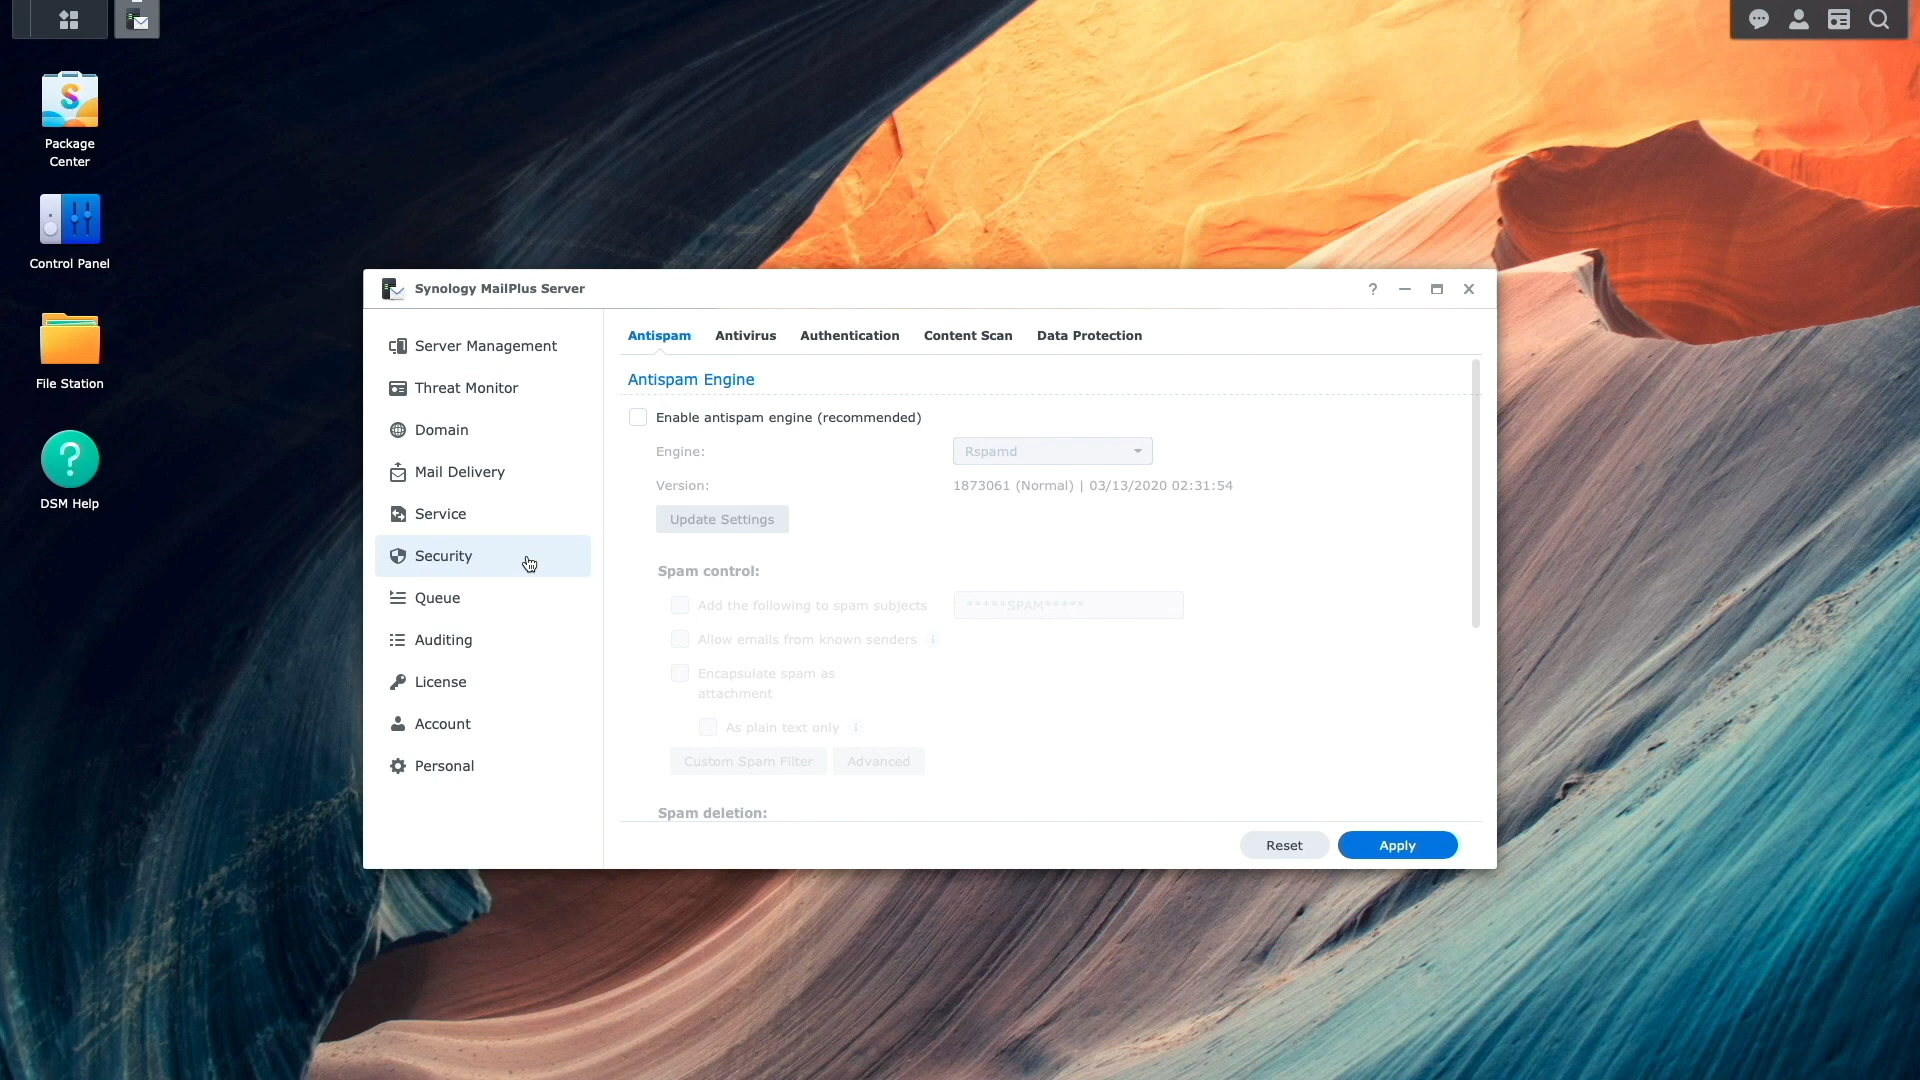 Package
Center
Control Panel
File Station
DSM Help
Synology MailPlus Server
Server Management
Threat Monitor
Domain
Mail Delivery
Service
Security
Queue
Auditing
License
Account
Personal
Antispam Antivirus Authentication Content Scan Data Protection
Antispam Engine
Enable antispam engine (recommended)
Engine: Rspamd
Version: 1873061 (Normal) | 03/13/2020 02:31:54
Update Settings
Spam control:
Add the following to spam subjects *****SPAM*****
Allow emails from known senders
Encapsulate spam as
attachment
As plain text only
Custom Spam Filter Advanced
Spam deletion:
Reset Apply